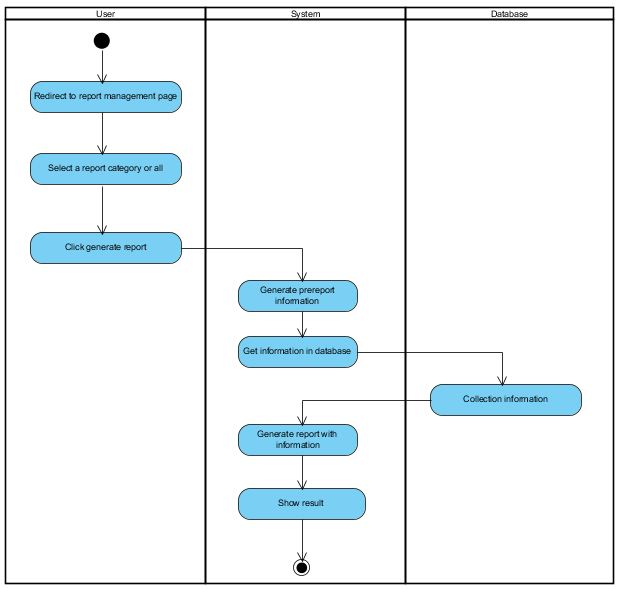 User
System
Database
Redirect to report management page
Select a report category or all
Click generate report
Generate prereport
information
Get information in database
Collection information
Generate report with
information
Show result